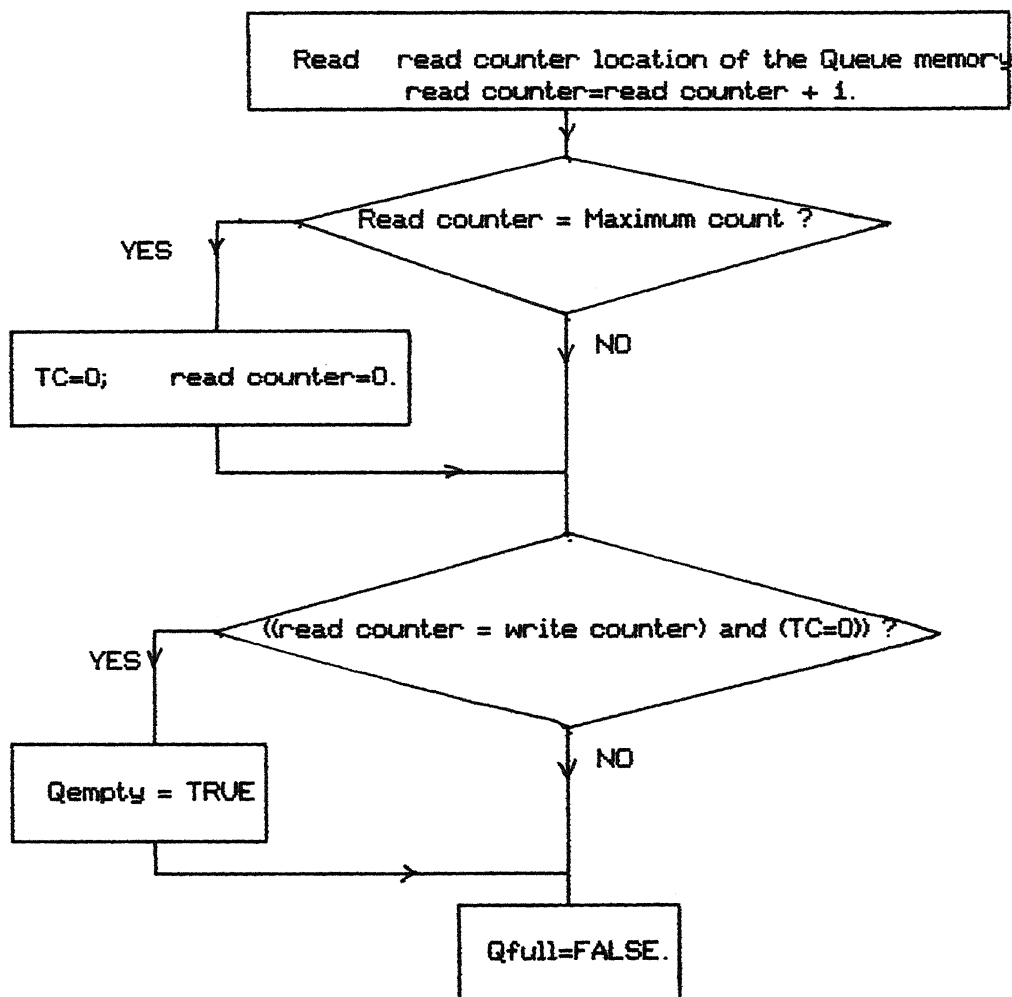 Read read counter location of the Queue memory
read counter=read counter + 1.
Read counter = Maximum count ?
YES
NO
TC=0; read counter=0.
((read counter = write counter) and (TC=0)) ?
YES
NO
Qempty = TRUE
Qfull=FALSE.